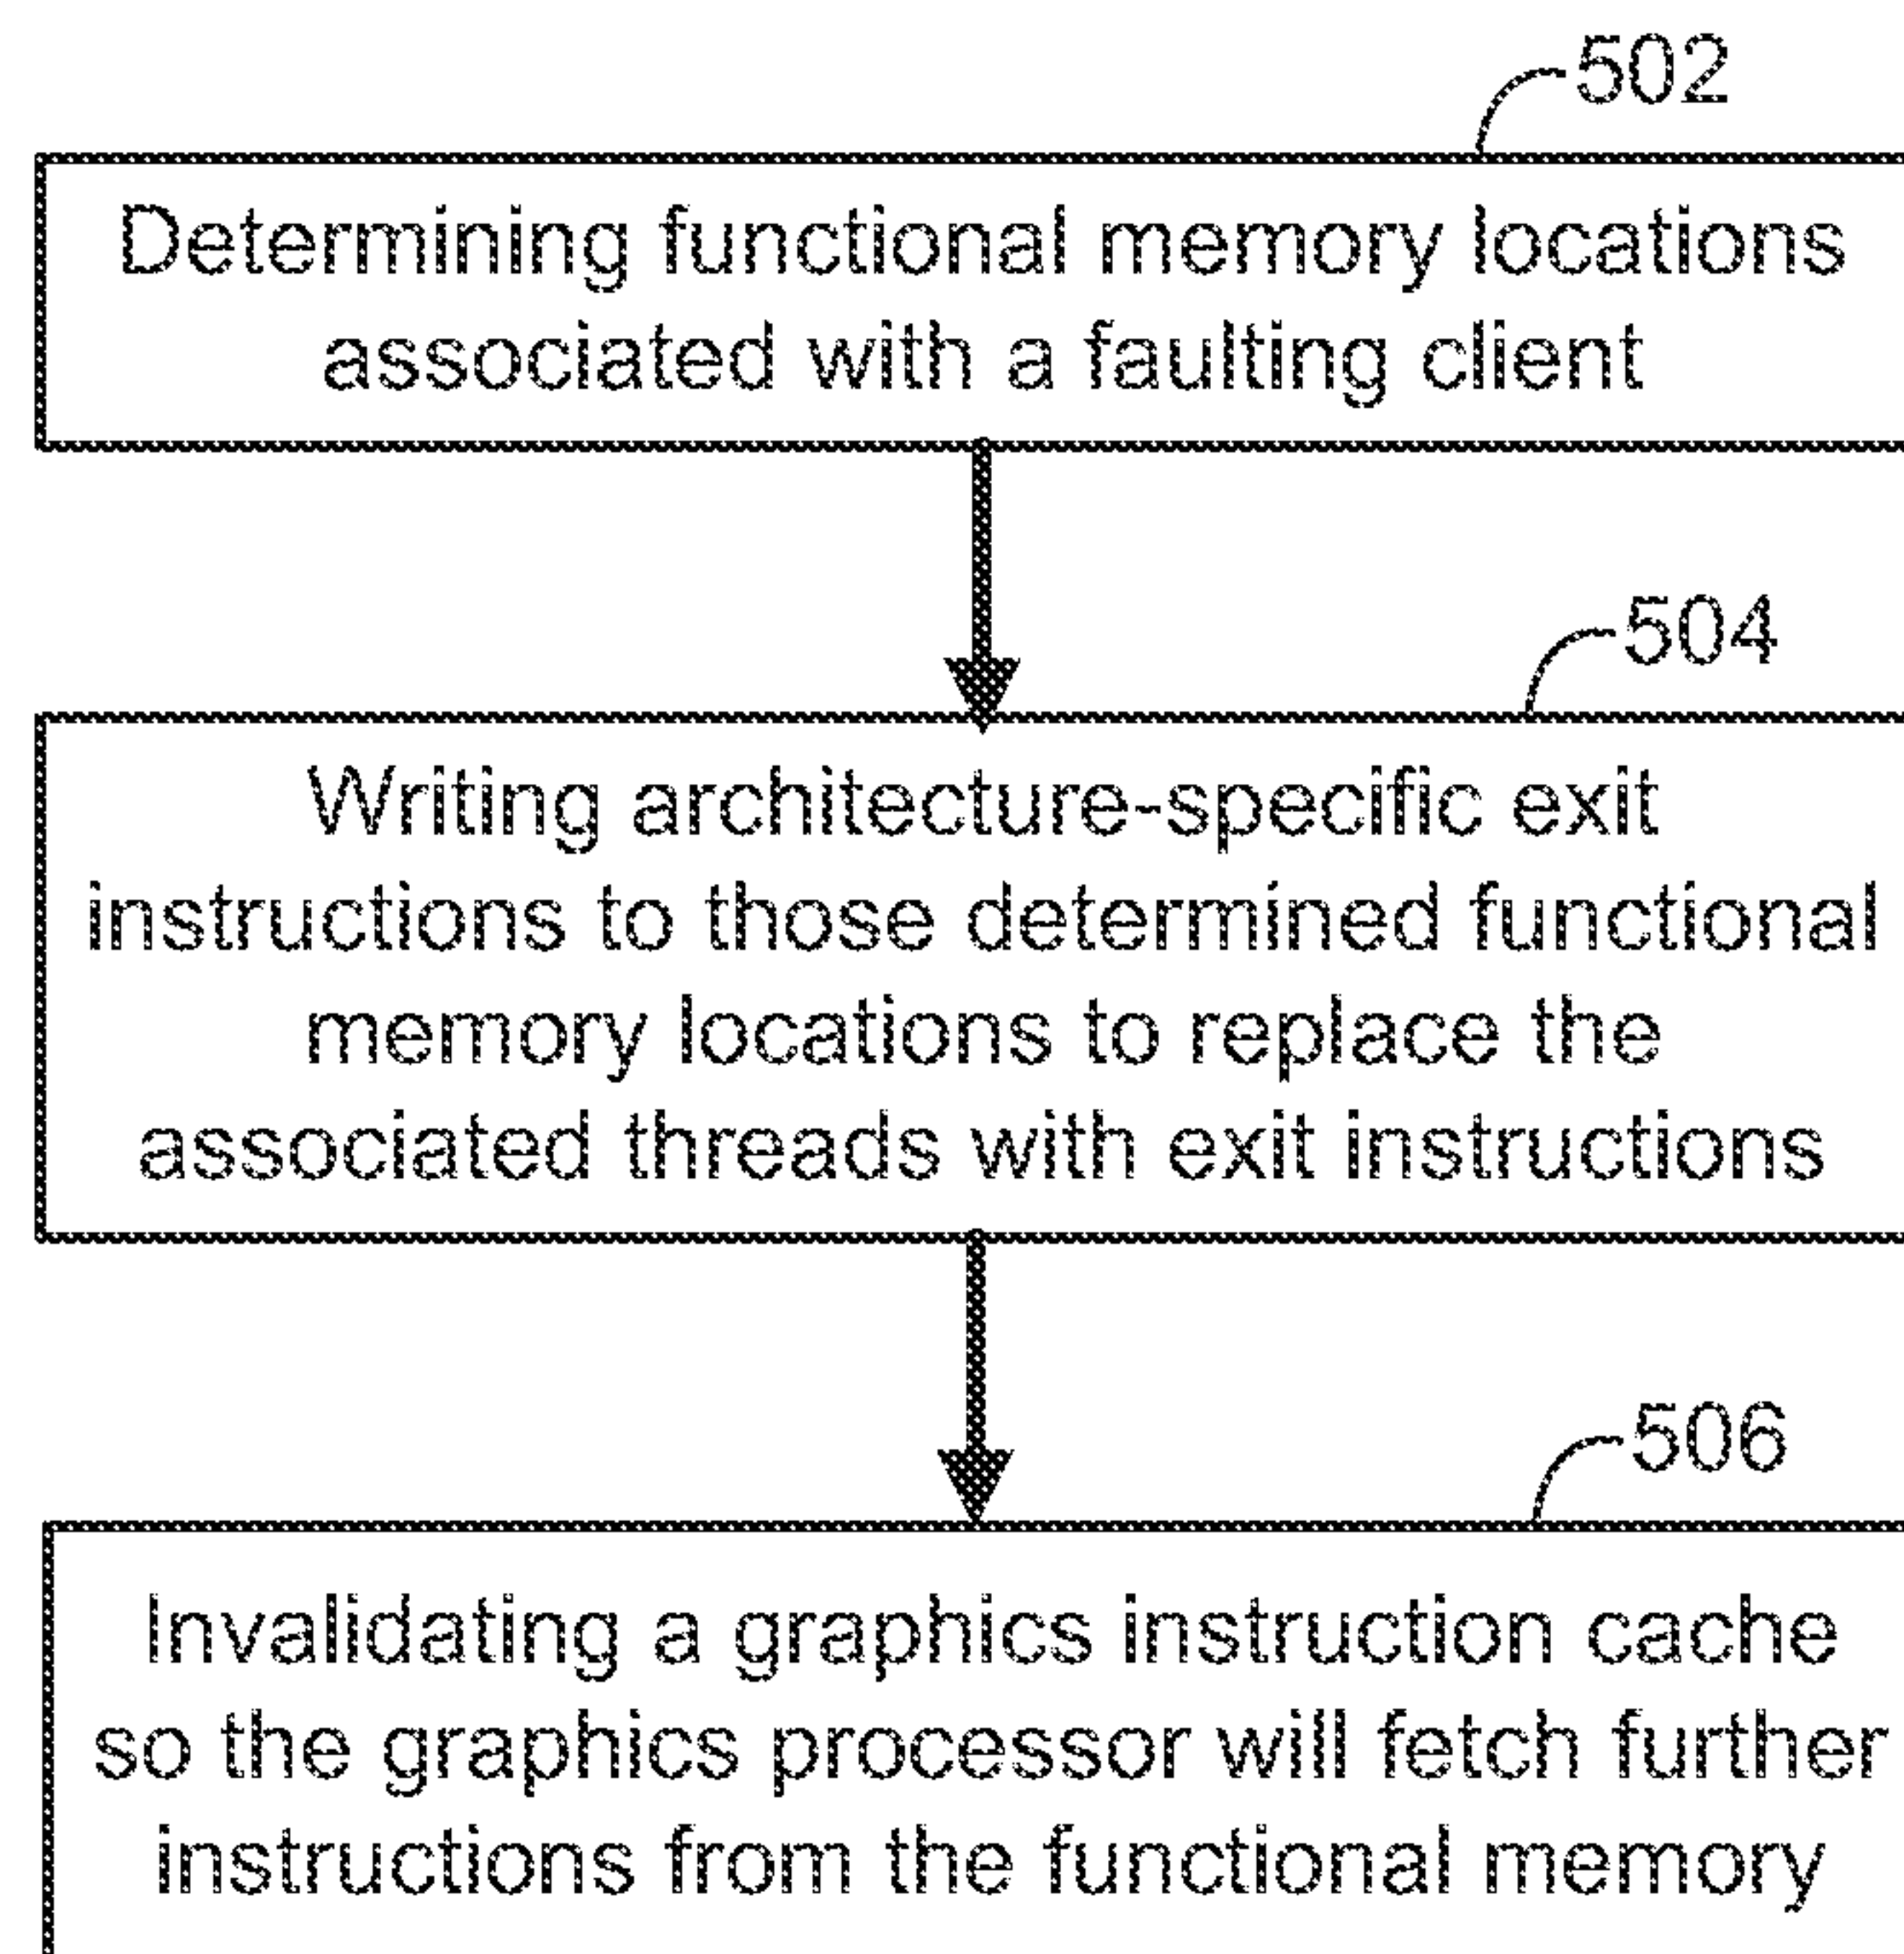 502
Determining functional memory locations
associated with a faulting client
504
Writing architecture-specific exit
instructions to those determined functional
memory locations to replace the
associated threads with exit instructions
506
Invalidating a graphics instruction cache
so the graphics processor will fetch further
instructions from the functional memory